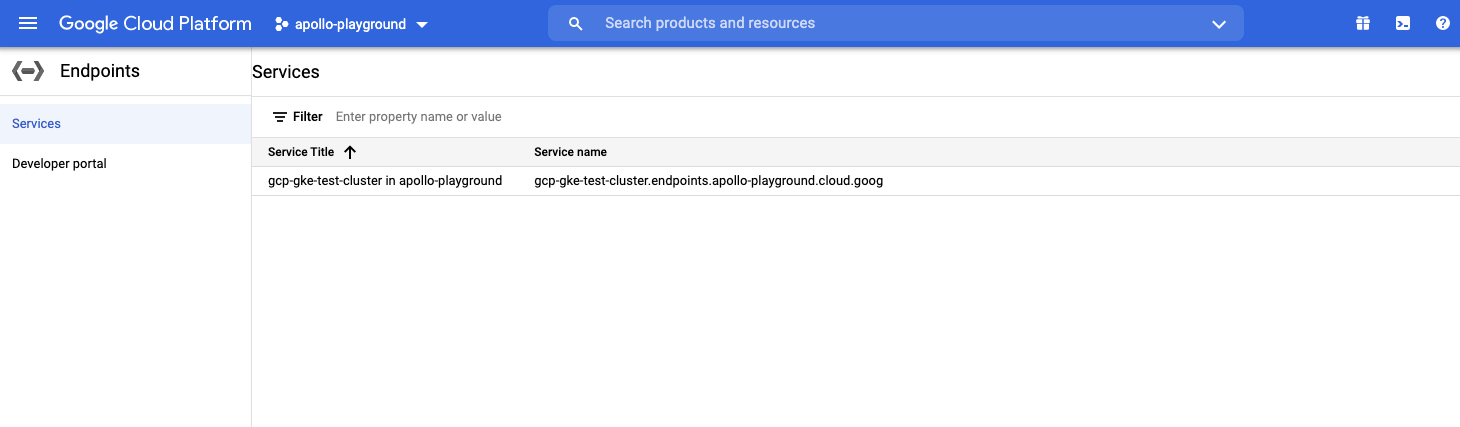 Google Cloud Platform apollo-playground Search products and resources
Endpoints
Services
Developer portal
Services
Filter Enter property name or value
Service Title Service name
gcp-gke-test-cluster in apollo-playground gcp-gke-test-cluster.endpoints.apollo-playground.cloud.goog